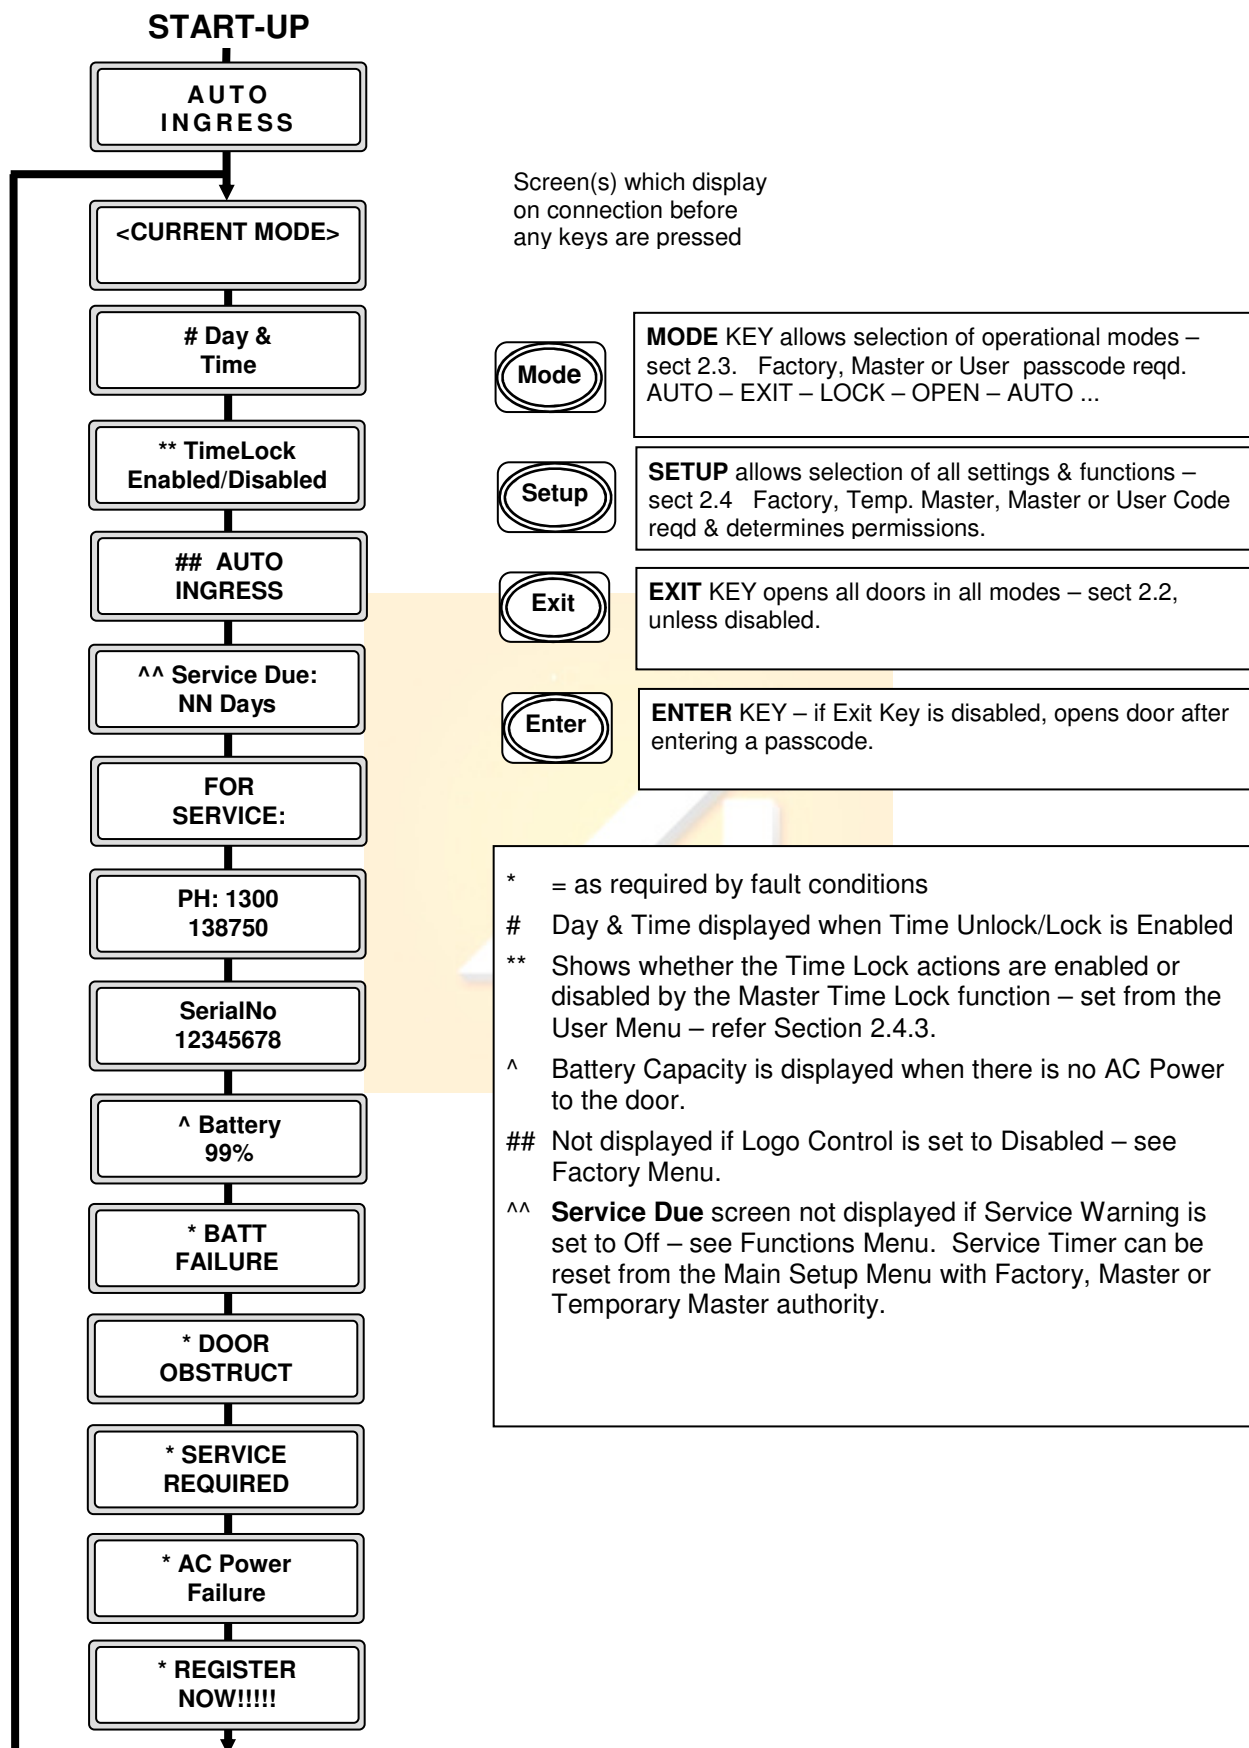 START-UP
AUTO
INGRESS
<CURRENT MODE>
# Day &
Time
** TimeLock
Enabled/Disabled
## AUTO
INGRESS
^^ Service Due:
NN Days
FOR
SERVICE:
PH: 1300
138750
SerialNo
12345678
^ Battery
99%
* BATT
FAILURE
* DOOR
OBSTRUCT
* SERVICE
REQUIRED
* AC Power
Failure
* REGISTER
NOW!!!!!
Screen(s) which display
on connection before
any keys are pressed
Mode
MODE KEY allows selection of operational modes –
sect 2.3. Factory, Master or User passcode reqd.
AUTO – EXIT – LOCK – OPEN – AUTO ...
Setup
SETUP allows selection of all settings & functions –
sect 2.4 Factory, Temp. Master, Master or User Code
reqd & determines permissions.
Exit
EXIT KEY opens all doors in all modes – sect 2.2,
unless disabled.
Enter
ENTER KEY – if Exit Key is disabled, opens door after
entering a passcode.
* = as required by fault conditions
# Day & Time displayed when Time Unlock/Lock is Enabled
** Shows whether the Time Lock actions are enabled or
disabled by the Master Time Lock function – set from the
User Menu – refer Section 2.4.3.
^ Battery Capacity is displayed when there is no AC Power
to the door.
## Not displayed if Logo Control is set to Disabled – see
Factory Menu.
^^ Service Due screen not displayed if Service Warning is
set to Off – see Functions Menu. Service Timer can be
reset from the Main Setup Menu with Factory, Master or
Temporary Master authority.